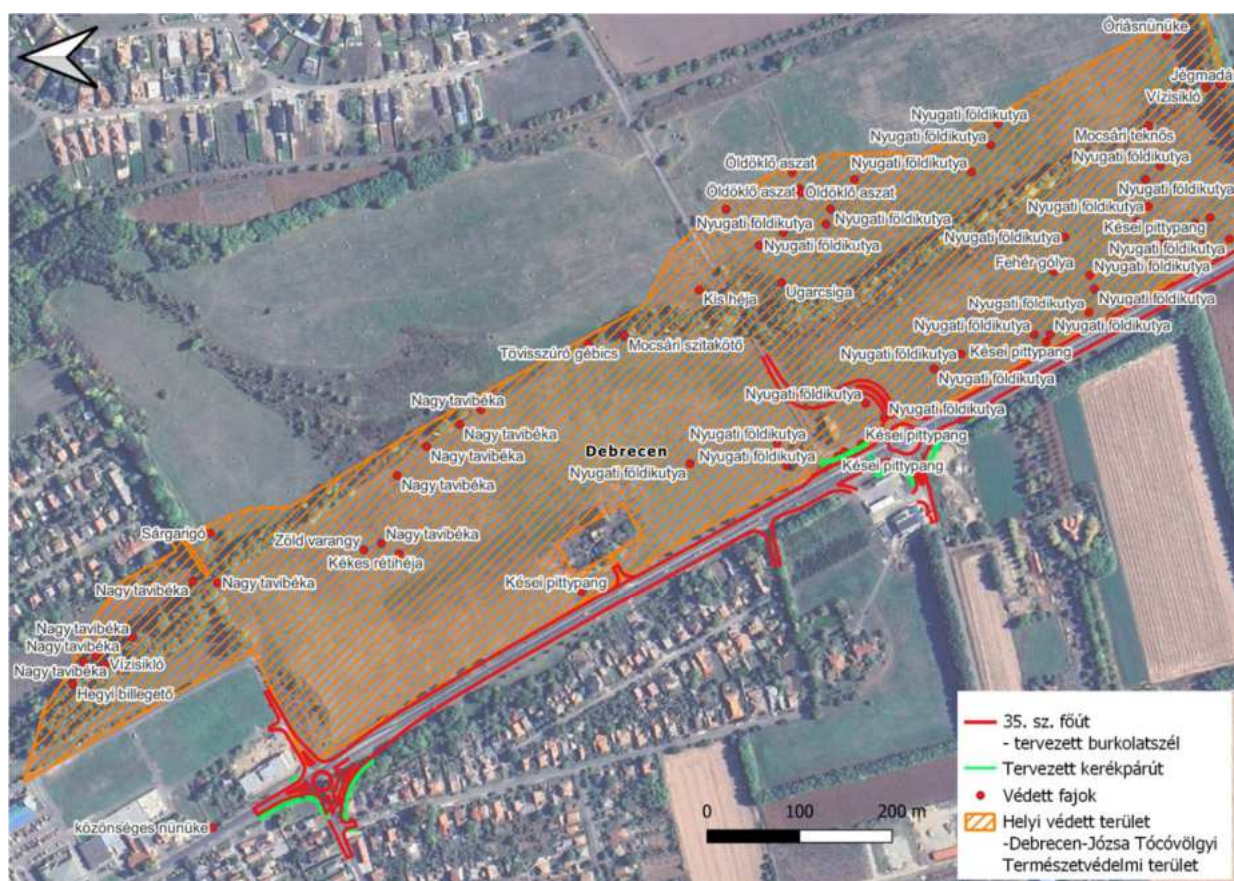 Óriásnünüke
Jégmadá
Vízisikló
Nyugati földikutya
Mocsári teknős
Nyugati földikutya
Nyugati földikutya
Öldöklő aszat
Nyugati földikutya
Öldöklő aszat
Öldöklő aszat
Nyugati földikutya
Nyugati földikutya
Nyugati földikutya
Nyugati földikutya
Nyugati földikutya
Kései pittypang
Nyugati földikutya
Nyugati földikutya
Nyugati földikutya
Fehér gólya
Nyugati földikutya
Kis héja
Ugarcsiga
Nyugati földikutya
Nyugati földikutya
Nyugati földikutya
Tövisszúró gébics
Mocsári szitakötő
Kései pittypang
Nyugati földikutya
Nyugati földikutya
Nyugati földikutya
Nagy tavibéka
Nyugati földikutya
Nagy tavibéka
Nyugati földikutya
Kései pittypang
Nagy tavibéka
Debrecen
Nyugati földikutya
Nyugati földikutya
Kései pittypang
Nagy tavibéka
Sárgarigó
Zöld varangy
Nagy tavibéka
Kékes rétihéja
Nagy tavibéka
Nagy tavibéka
Kései pittypang
Nagy tavibéka
Nagy tavibéka
Nagy tavibéka
Vízisikló
Hegyi billegető
közönséges nünüke
0 100 200 m
35. sz. főút
- tervezett burkolatszél
Tervezett kerékpárút
Védett fajok
Helyi védett terület
-Debrecen-Józsa Tócóvölgyi
Természetvédelmi terület